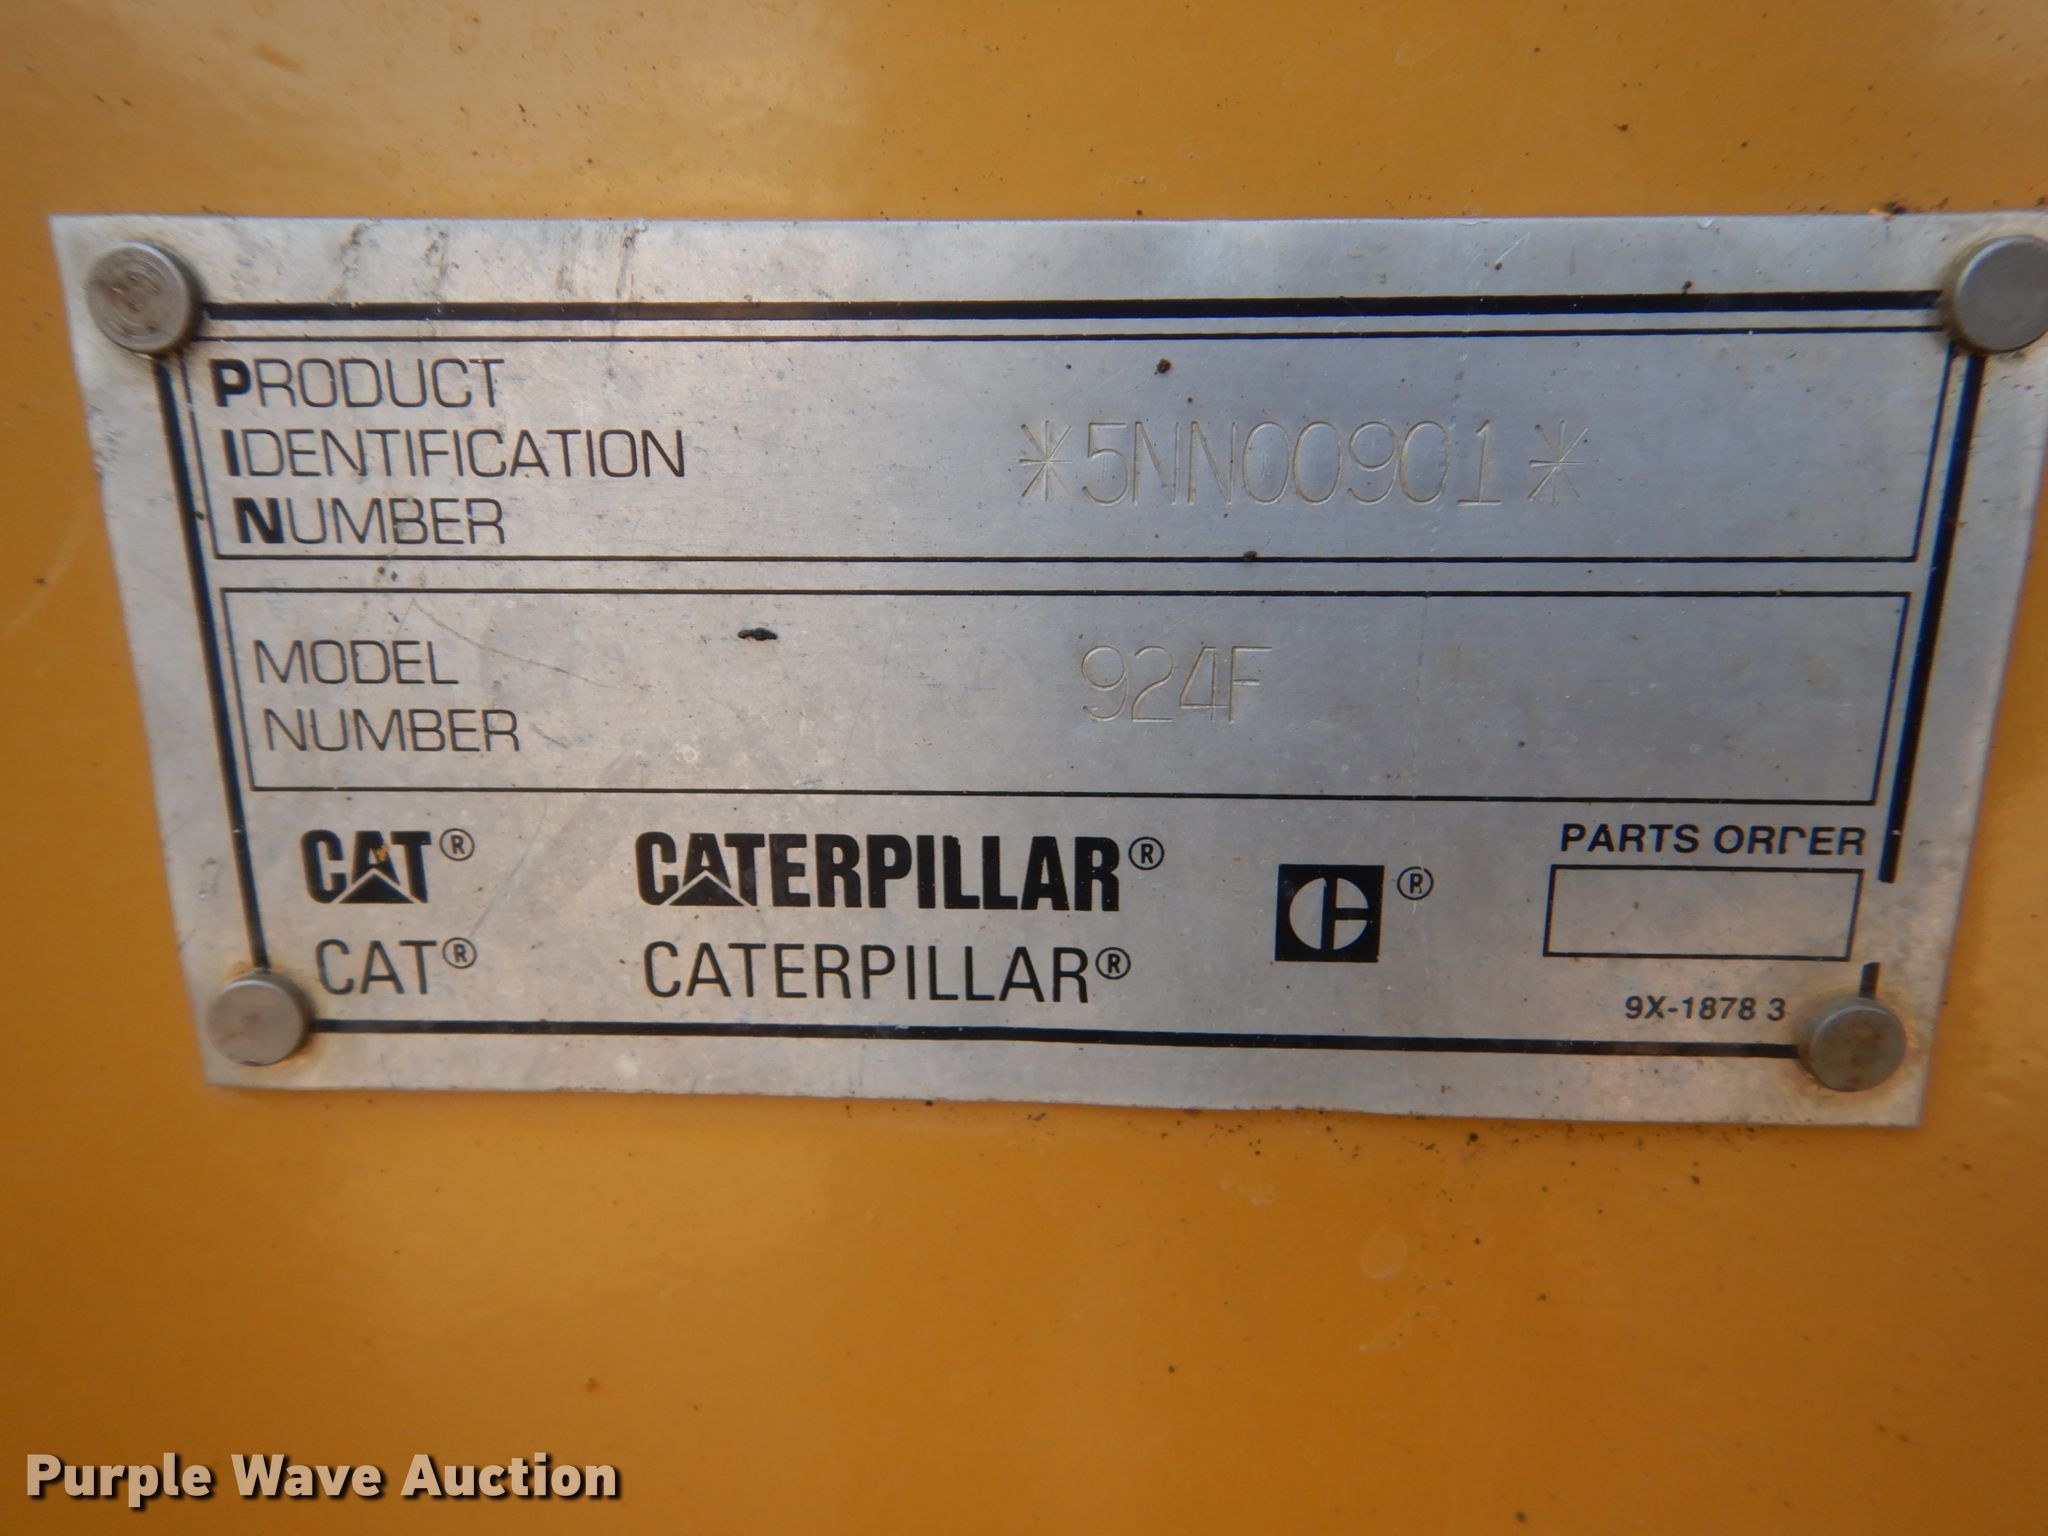 PRODUCT
IDENTIFICATION
NUMBER
*5NN00901*
MODEL
NUMBER
924F
CAT® CATERPILLAR® ®
CAT® CATERPILLAR®
PARTS ORDER
9X-1878 3
Purple Wave Auction